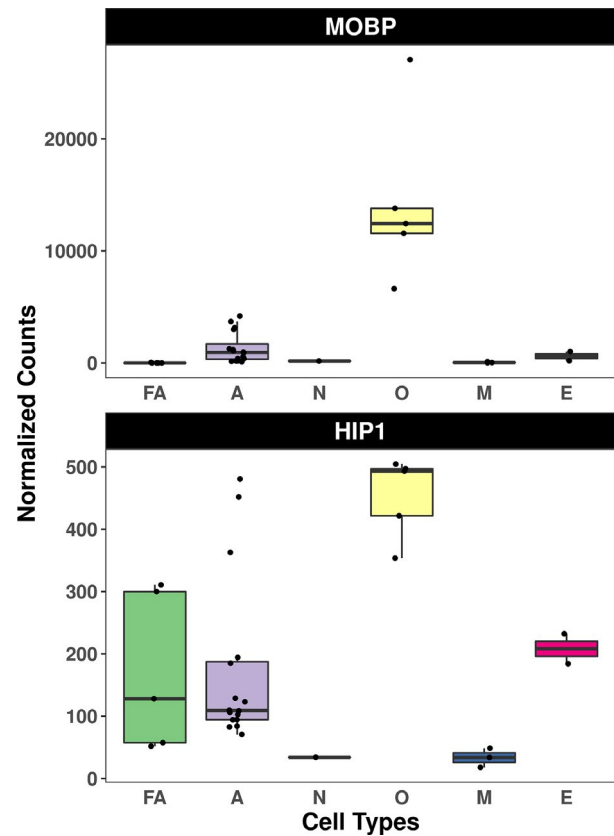 MOBP
20000
10000
0
FA A N O M E
HIP1
500
400
300
200
100
0
FA A N O M E
Cell Types
Normalized Counts